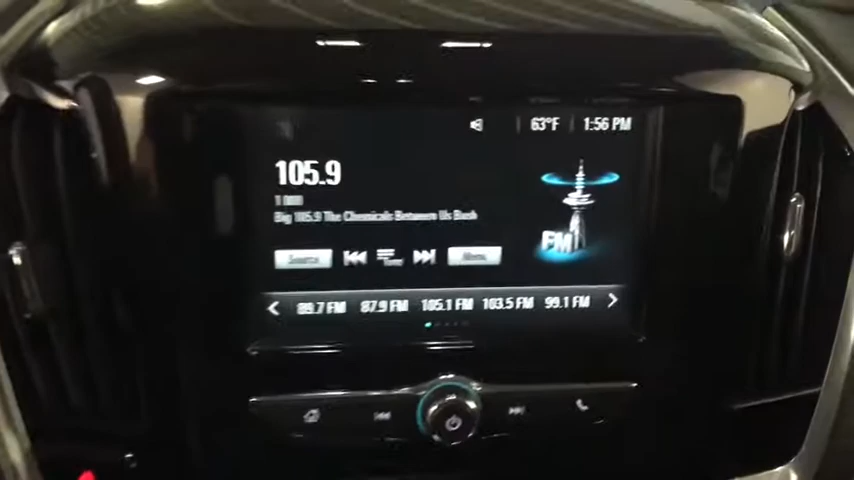 63°F 1:56 PM
105.9
Big 105.9 The Chemicals Between Us Bush
FM
Source
Menu
89.7 FM 87.9 FM 105.1 FM 103.5 FM 99.1 FM